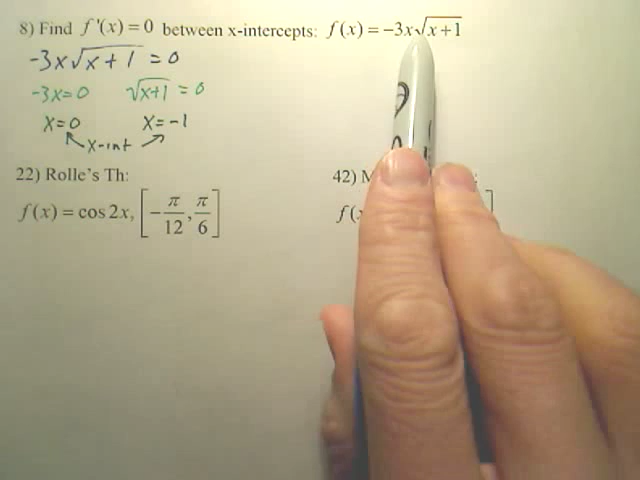 8) Find f '(x) = 0 between x-intercepts: f(x) = −3x√x+1
-3x√x+1 = 0
-3x=0 √x+1 = 0
x=0 x=-1
x-int
22) Rolle's Th:
f(x) = cos 2x, [−π/12, π/6]
42) M
f(x